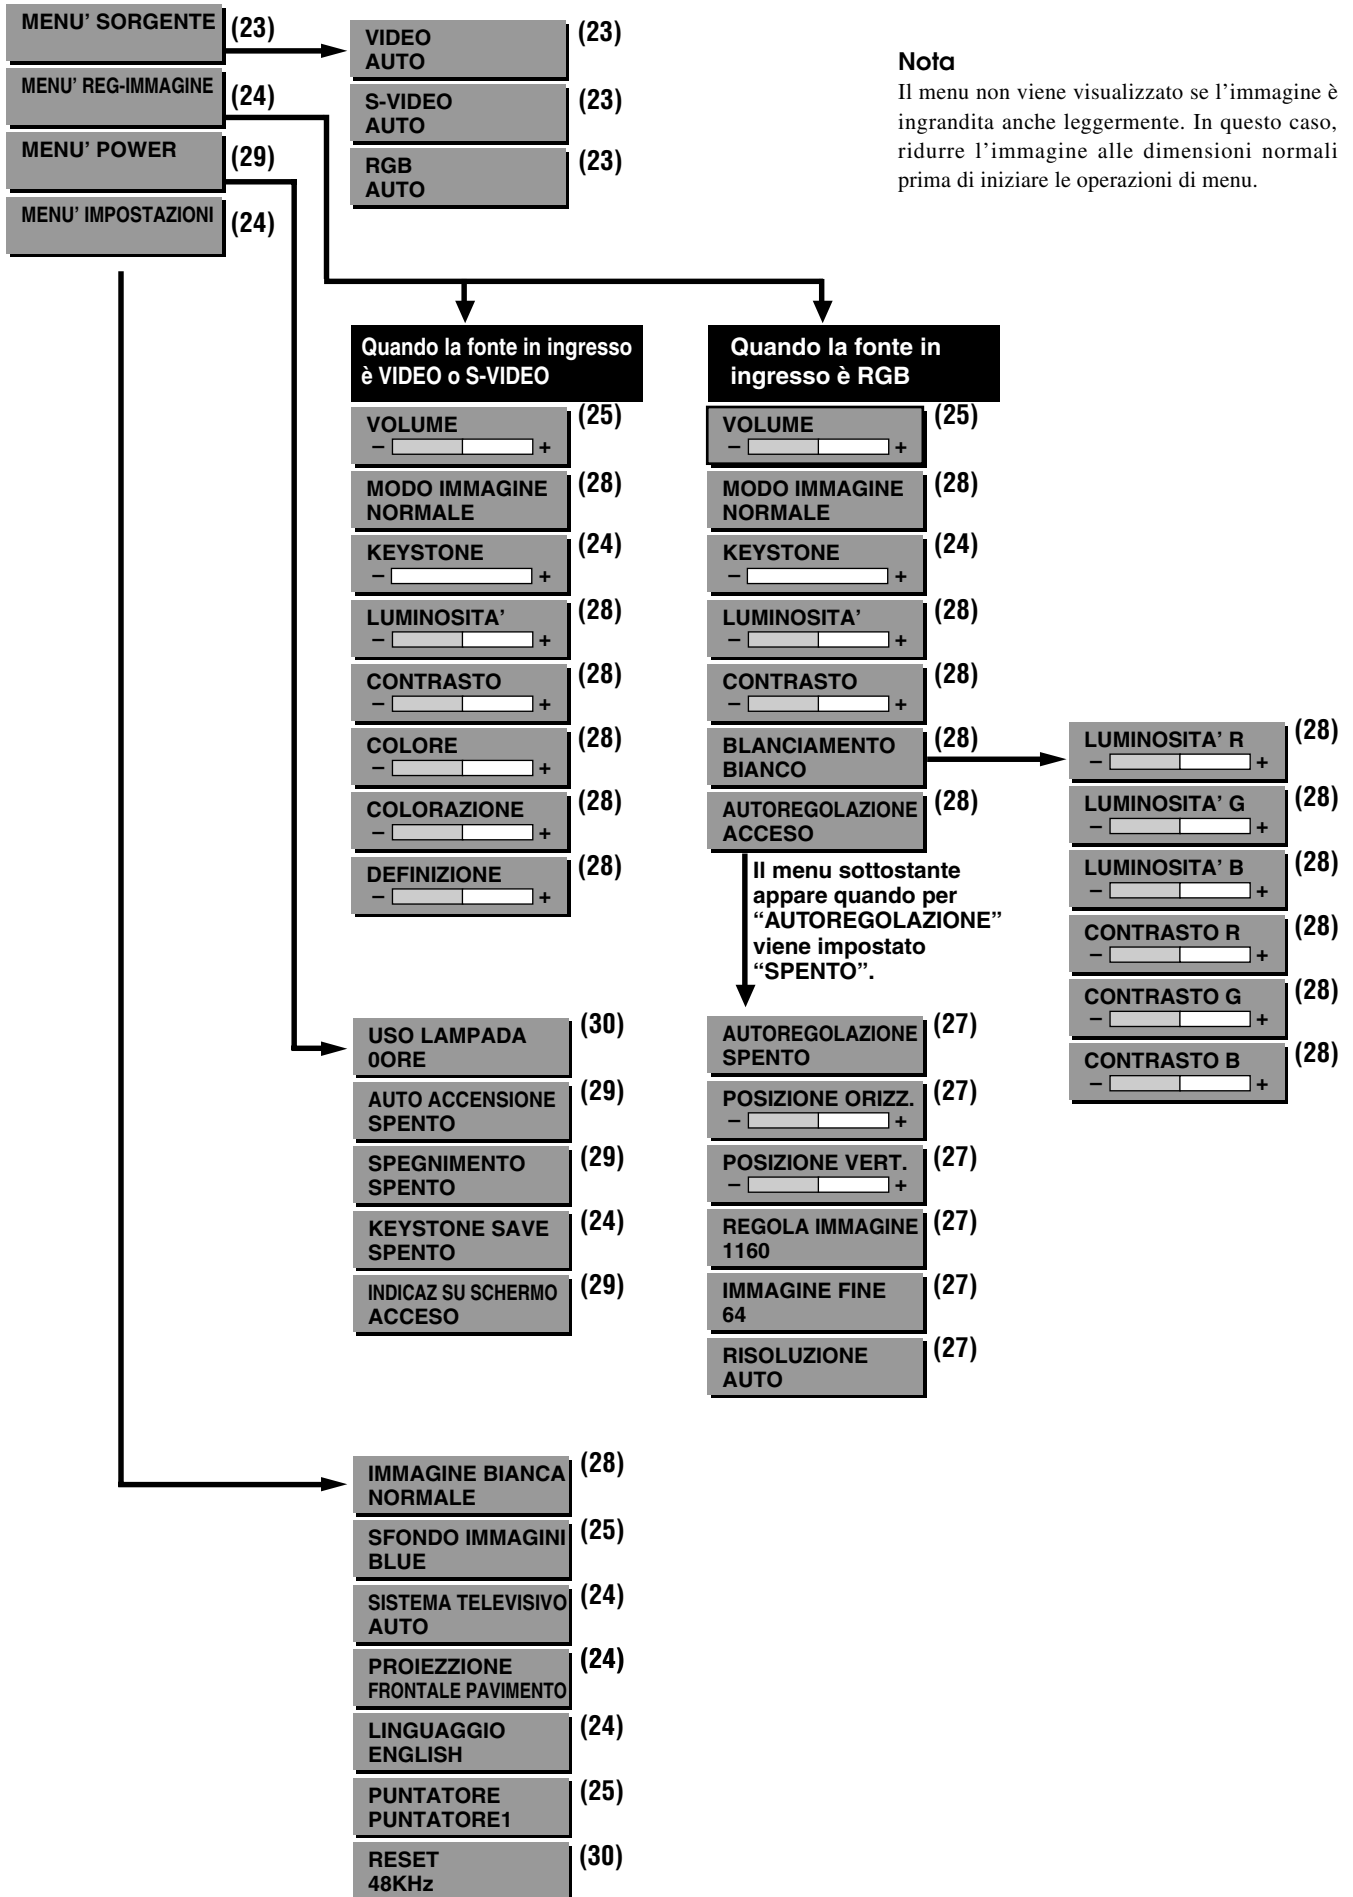 MENU' SORGENTE (23)
MENU' REG-IMMAGINE (24)
MENU' POWER (29)
MENU' IMPOSTAZIONI (24)
VIDEO (23)
AUTO
S-VIDEO (23)
AUTO
RGB (23)
AUTO
Nota
Il menu non viene visualizzato se l'immagine è
ingrandita anche leggermente. In questo caso,
ridurre l'immagine alle dimensioni normali
prima di iniziare le operazioni di menu.
Quando la fonte in ingresso
è VIDEO o S-VIDEO
VOLUME (25)
– +
MODO IMMAGINE (28)
NORMALE
KEYSTONE (24)
– +
LUMINOSITA' (28)
– +
CONTRASTO (28)
– +
COLORE (28)
– +
COLORAZIONE (28)
– +
DEFINIZIONE (28)
– +
Quando la fonte in
ingresso è RGB
VOLUME (25)
– +
MODO IMMAGINE (28)
NORMALE
KEYSTONE (24)
– +
LUMINOSITA' (28)
– +
CONTRASTO (28)
– +
BLANCIAMENTO (28)
BIANCO
AUTOREGOLAZIONE (28)
ACCESO
Il menu sottostante
appare quando per
“AUTOREGOLAZIONE”
viene impostato
“SPENTO”.
AUTOREGOLAZIONE (27)
SPENTO
POSIZIONE ORIZZ. (27)
– +
POSIZIONE VERT. (27)
– +
REGOLA IMMAGINE (27)
1160
IMMAGINE FINE (27)
64
RISOLUZIONE (27)
AUTO
LUMINOSITA' R (28)
– +
LUMINOSITA' G (28)
– +
LUMINOSITA' B (28)
– +
CONTRASTO R (28)
– +
CONTRASTO G (28)
– +
CONTRASTO B (28)
– +
USO LAMPADA (30)
0ORE
AUTO ACCENSIONE (29)
SPENTO
SPEGNIMENTO (29)
SPENTO
KEYSTONE SAVE (24)
SPENTO
INDICAZ SU SCHERMO (29)
ACCESO
IMMAGINE BIANCA (28)
NORMALE
SFONDO IMMAGINI (25)
BLUE
SISTEMA TELEVISIVO (24)
AUTO
PROIEZZIONE (24)
FRONTALE PAVIMENTO
LINGUAGGIO (24)
ENGLISH
PUNTATORE (25)
PUNTATORE1
RESET (30)
48KHz